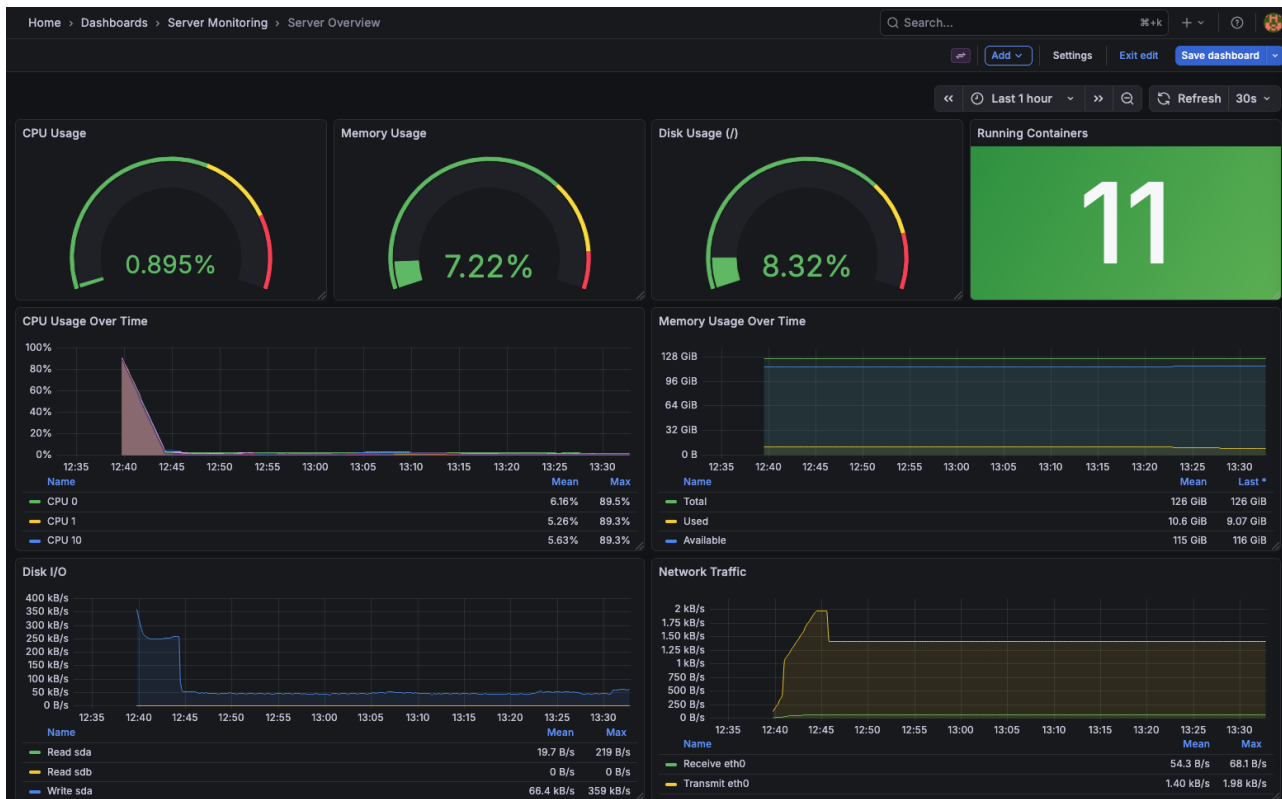 Home › Dashboards › Server Monitoring › Server Overview
Search... ⌘+k
Add
Settings
Exit edit
Save dashboard
Last 1 hour
Refresh 30s
CPU Usage
0.895%
Memory Usage
7.22%
Disk Usage (/)
8.32%
Running Containers
11
CPU Usage Over Time
100%
80%
60%
40%
20%
0%
12:35 12:40 12:45 12:50 12:55 13:00 13:05 13:10 13:15 13:20 13:25 13:30
Name Mean Max
CPU 0 6.16% 89.5%
CPU 1 5.26% 89.3%
CPU 10 5.63% 89.3%
Memory Usage Over Time
128 GiB
96 GiB
64 GiB
32 GiB
0 B
12:35 12:40 12:45 12:50 12:55 13:00 13:05 13:10 13:15 13:20 13:25 13:30
Name Mean Last *
Total 126 GiB 126 GiB
Used 10.6 GiB 9.07 GiB
Available 115 GiB 116 GiB
Disk I/O
400 kB/s
350 kB/s
300 kB/s
250 kB/s
200 kB/s
150 kB/s
100 kB/s
50 kB/s
0 B/s
12:35 12:40 12:45 12:50 12:55 13:00 13:05 13:10 13:15 13:20 13:25 13:30
Name Mean Max
Read sda 19.7 B/s 219 B/s
Read sdb 0 B/s 0 B/s
Write sda 66.4 kB/s 359 kB/s
Network Traffic
2 kB/s
1.75 kB/s
1.50 kB/s
1.25 kB/s
1 kB/s
750 B/s
500 B/s
250 B/s
0 B/s
12:35 12:40 12:45 12:50 12:55 13:00 13:05 13:10 13:15 13:20 13:25 13:30
Name Mean Max
Receive eth0 54.3 B/s 68.1 B/s
Transmit eth0 1.40 kB/s 1.98 kB/s